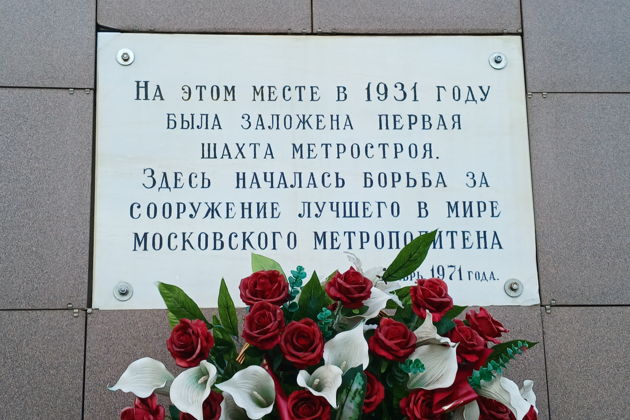 На этом месте в 1931 году
была заложена первая
шахта Метростроя.
Здесь началась борьба за
сооружение лучшего в мире
Московского метрополитена
1971 года.